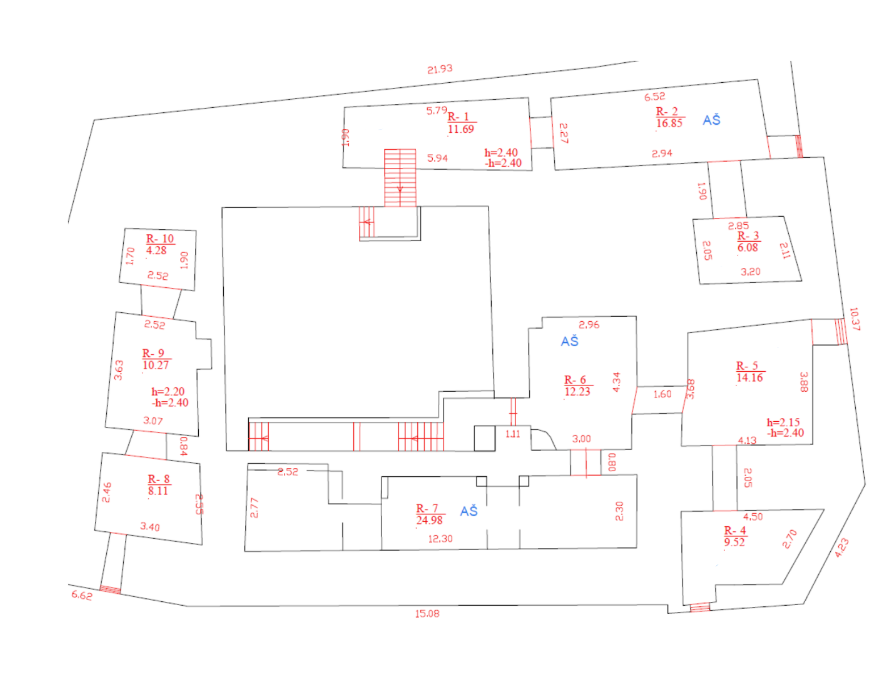 21.93
5.79
R- 1
11.69
1.90
5.94
h=2.40
-h=2.40
6.52
R- 2
16.85
AŠ
2.27
2.94
1.90
2.85
R- 3
6.08
2.05
2.11
3.20
R- 10
4.28
1.70
1.90
2.52
2.52
R- 9
10.27
3.63
h=2.20
-h=2.40
3.07
0.84
R- 8
8.11
2.46
2.55
3.40
6.62
2.96
AŠ
R- 6
12.23
4.34
1.11
3.00
0.80
1.60
3.68
R- 5
14.16
3.88
h=2.15
-h=2.40
4.13
10.37
2.05
4.50
R- 4
9.52
2.70
4.23
2.52
2.77
R- 7
24.98
AŠ
12.30
2.30
15.08